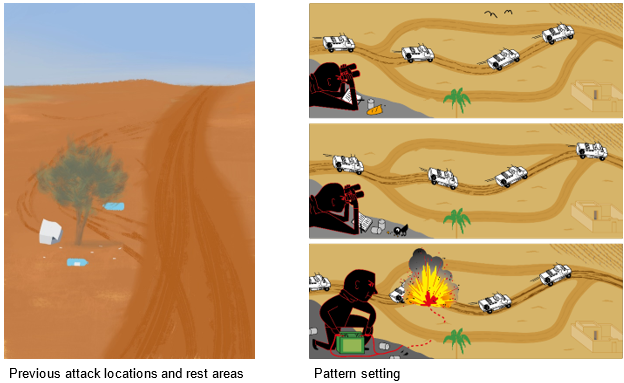 Previous attack locations and rest areas
Pattern setting